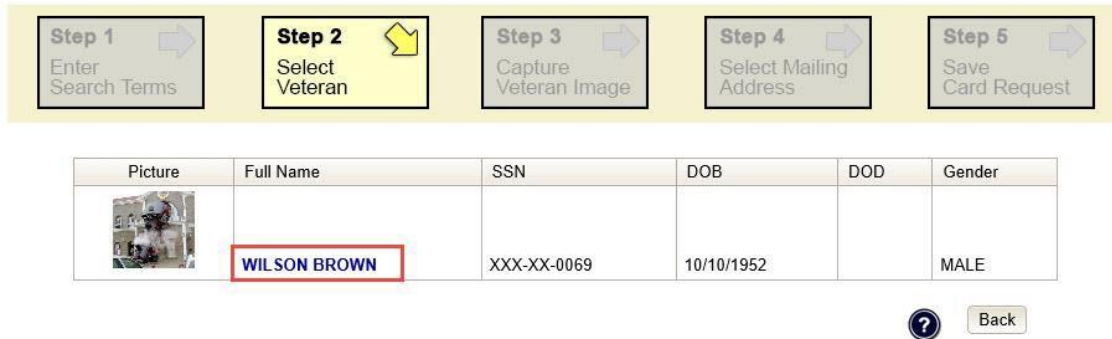 Step 1
Enter
Search Terms
Step 2
Select
Veteran
Step 3
Capture
Veteran Image
Step 4
Select Mailing
Address
Step 5
Save
Card Request
Picture Full Name SSN DOB DOD Gender
WILSON BROWN XXX-XX-0069 10/10/1952 MALE
? Back